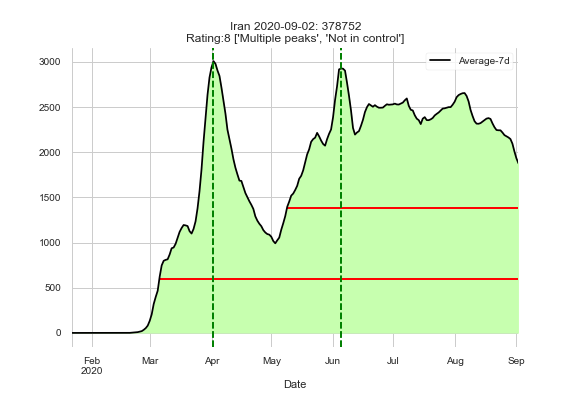 Iran 2020-09-02: 378752
Rating:8 ['Multiple peaks', 'Not in control']
Average-7d
3000
2500
2000
1500
1000
500
0
Feb Mar Apr May Jun Jul Aug Sep
2020
Date